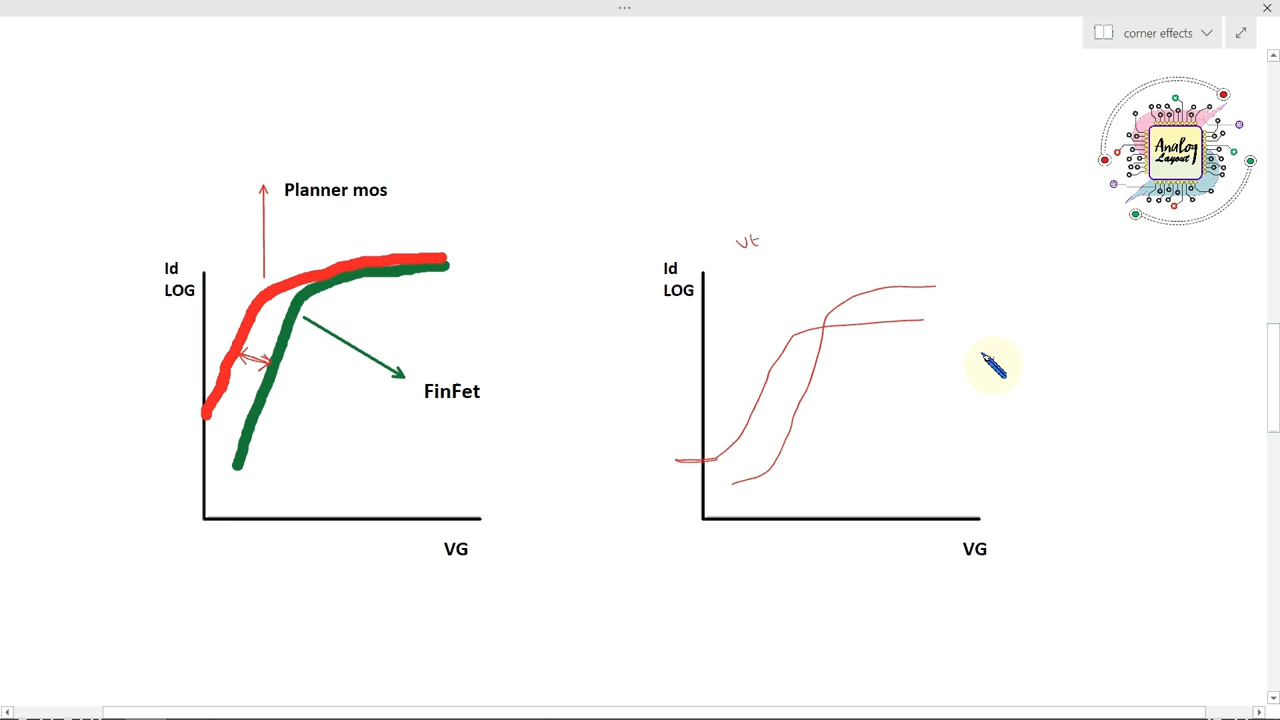 corner effects
Analog
Layout
Planner mos
Id
LOG
FinFet
VG
vt
Id
LOG
VG